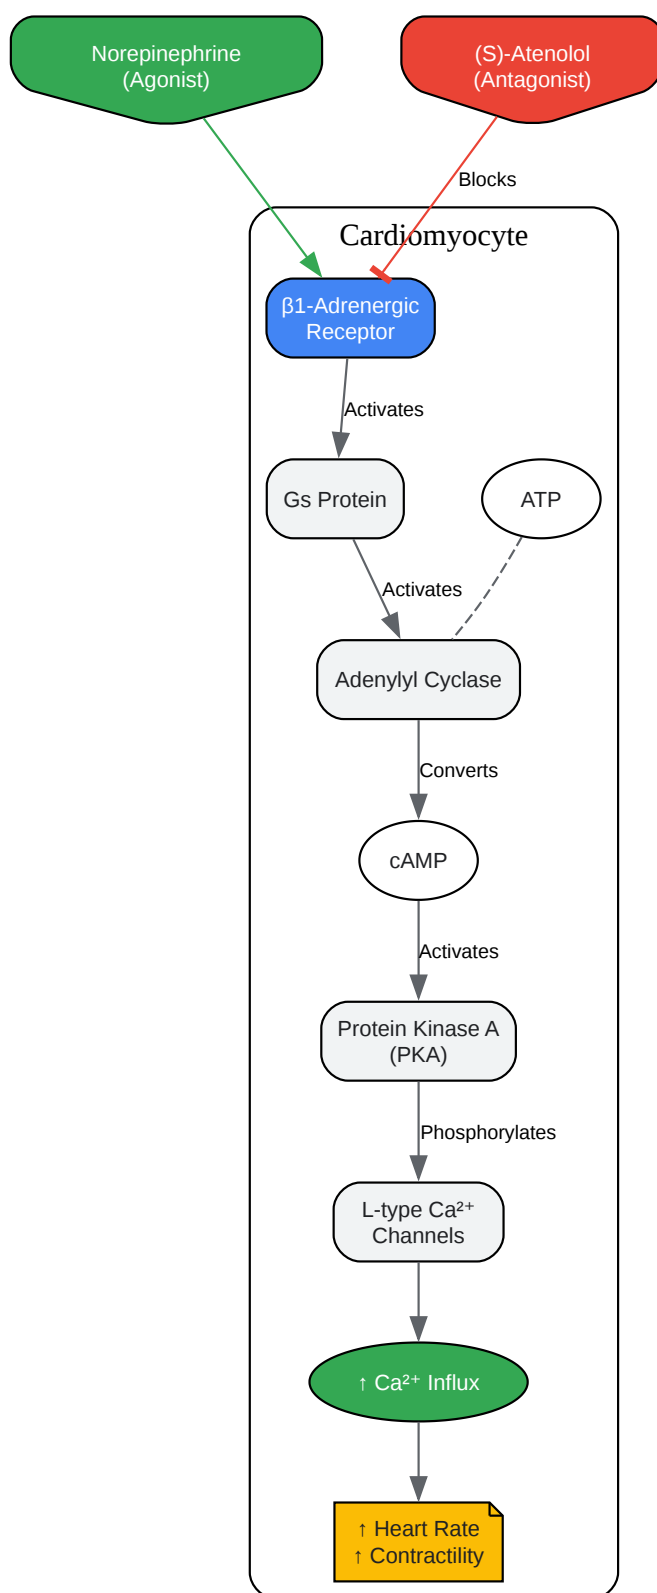 Norepinephrine
(Agonist)
(S)-Atenolol
(Antagonist)
Blocks
Cardiomyocyte
β1-Adrenergic
Receptor
Activates
Gs Protein
ATP
Activates
Adenylyl Cyclase
Converts
cAMP
Activates
Protein Kinase A
(PKA)
Phosphorylates
L-type Ca²⁺
Channels
↑ Ca²⁺ Influx
↑ Heart Rate
↑ Contractility